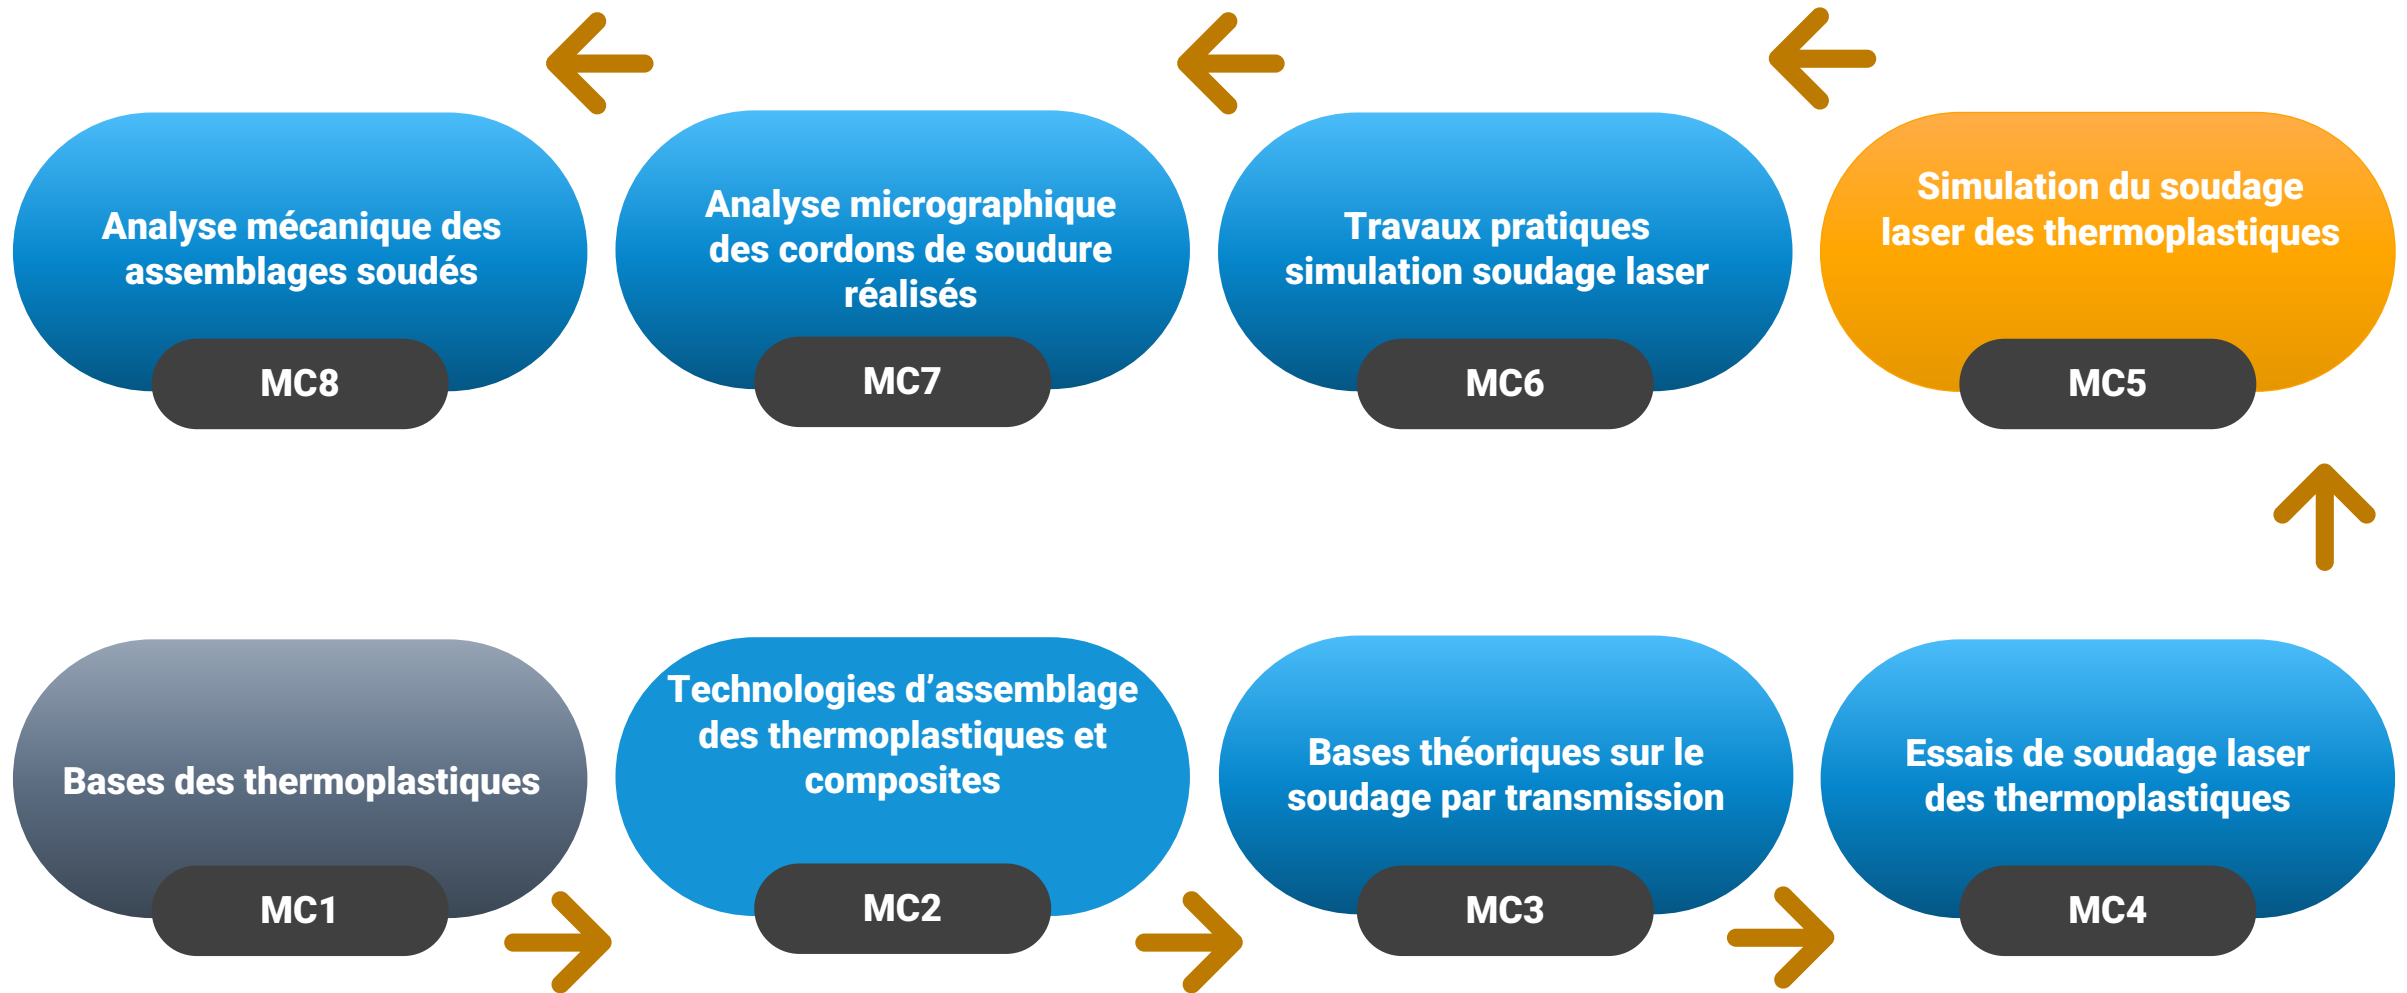 Analyse mécanique des
assemblages soudés
MC8
Analyse micrographique
des cordons de soudure
réalisés
MC7
Travaux pratiques
simulation soudage laser
MC6
Simulation du soudage
laser des thermoplastiques
MC5
Bases des thermoplastiques
MC1
Technologies d’assemblage
des thermoplastiques et
composites
MC2
Bases théoriques sur le
soudage par transmission
MC3
Essais de soudage laser
des thermoplastiques
MC4